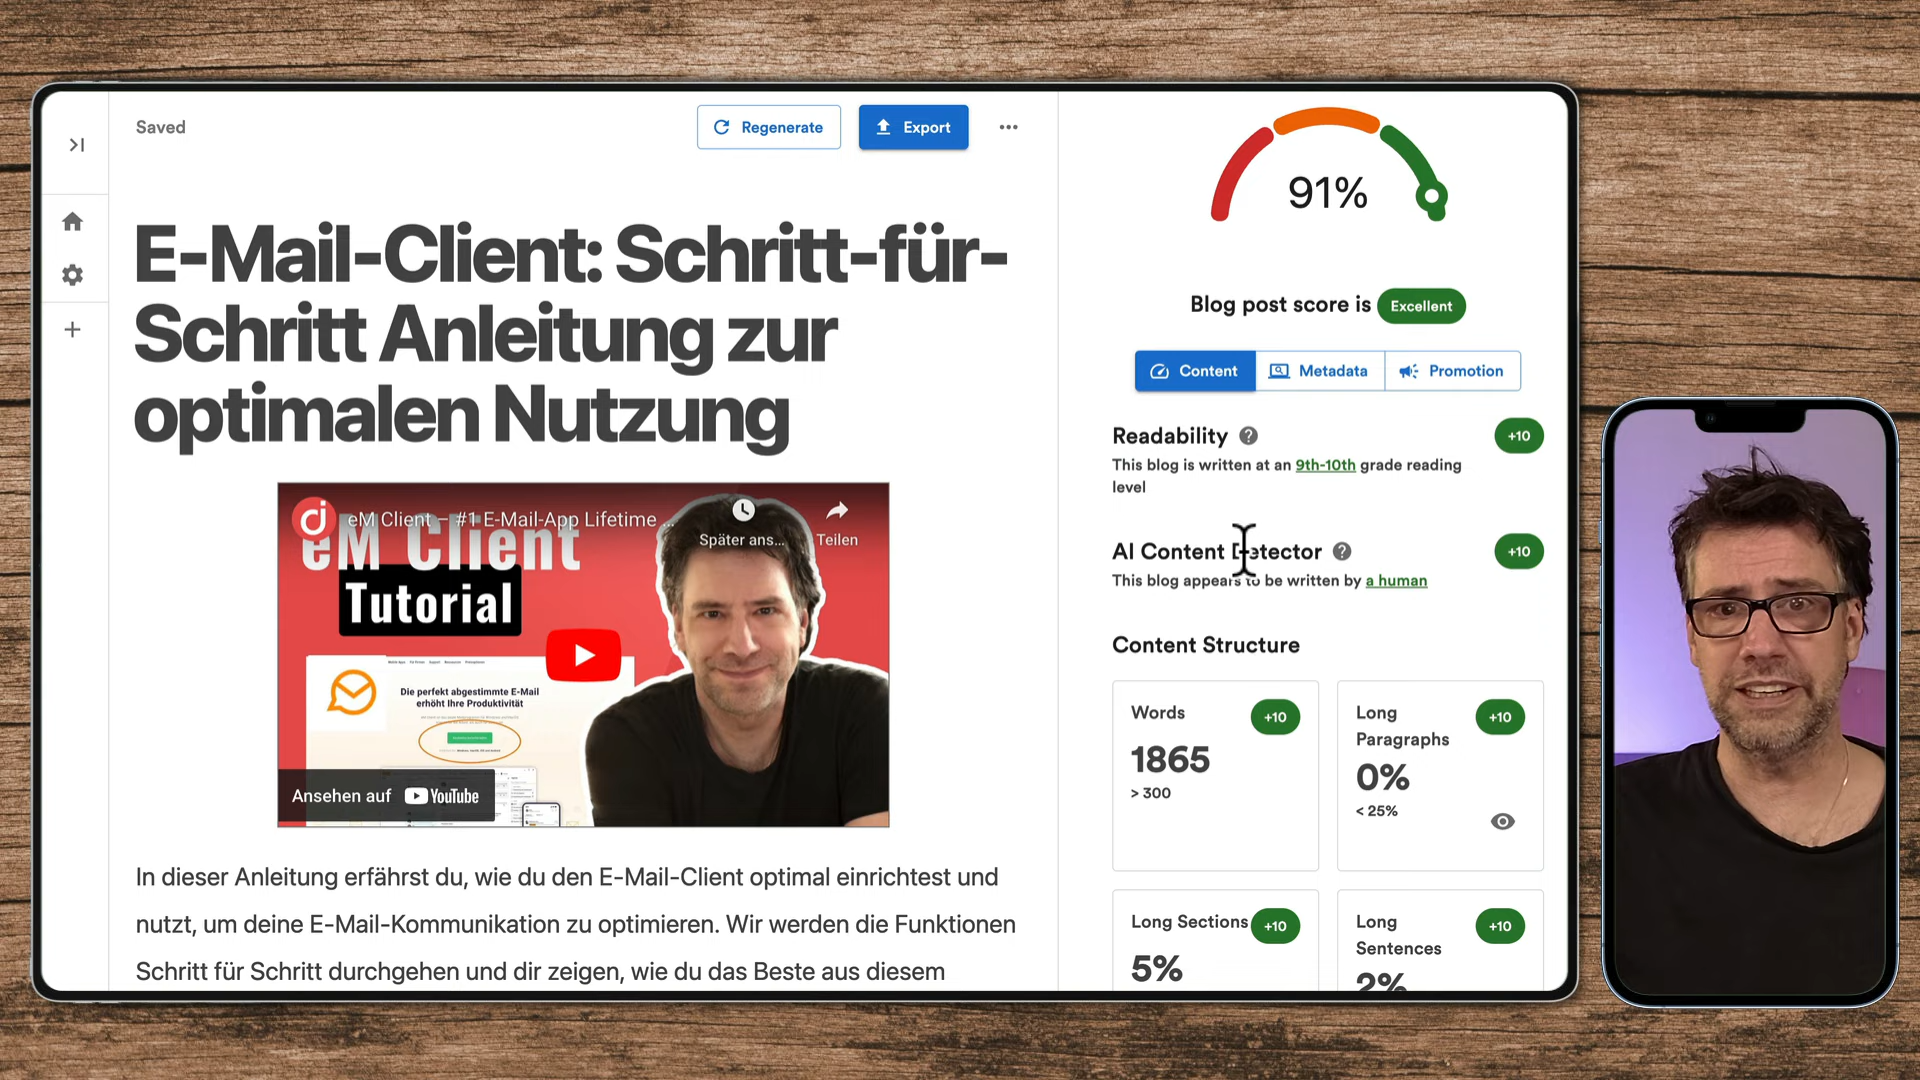 Saved
Regenerate
Export
E-Mail-Client: Schritt-für-
Schritt Anleitung zur
optimalen Nutzung
eM Client – #1 E-Mail-App Lifetime ...
Später ans...
Teilen
eM Client
Tutorial
Die perfekt abgestimmte E-Mail
erhöht Ihre Produktivität
Ansehen auf YouTube
In dieser Anleitung erfährst du, wie du den E-Mail-Client optimal einrichtest und
nutzt, um deine E-Mail-Kommunikation zu optimieren. Wir werden die Funktionen
Schritt für Schritt durchgehen und dir zeigen, wie du das Beste aus diesem
91%
Blog post score is Excellent
Content
Metadata
Promotion
Readability
+10
This blog is written at an 9th-10th grade reading
level
AI Content Detector
+10
This blog appears to be written by a human
Content Structure
Words
+10
1865
> 300
Long
Paragraphs
+10
0%
< 25%
Long Sections
+10
5%
Long
Sentences
+10
2%